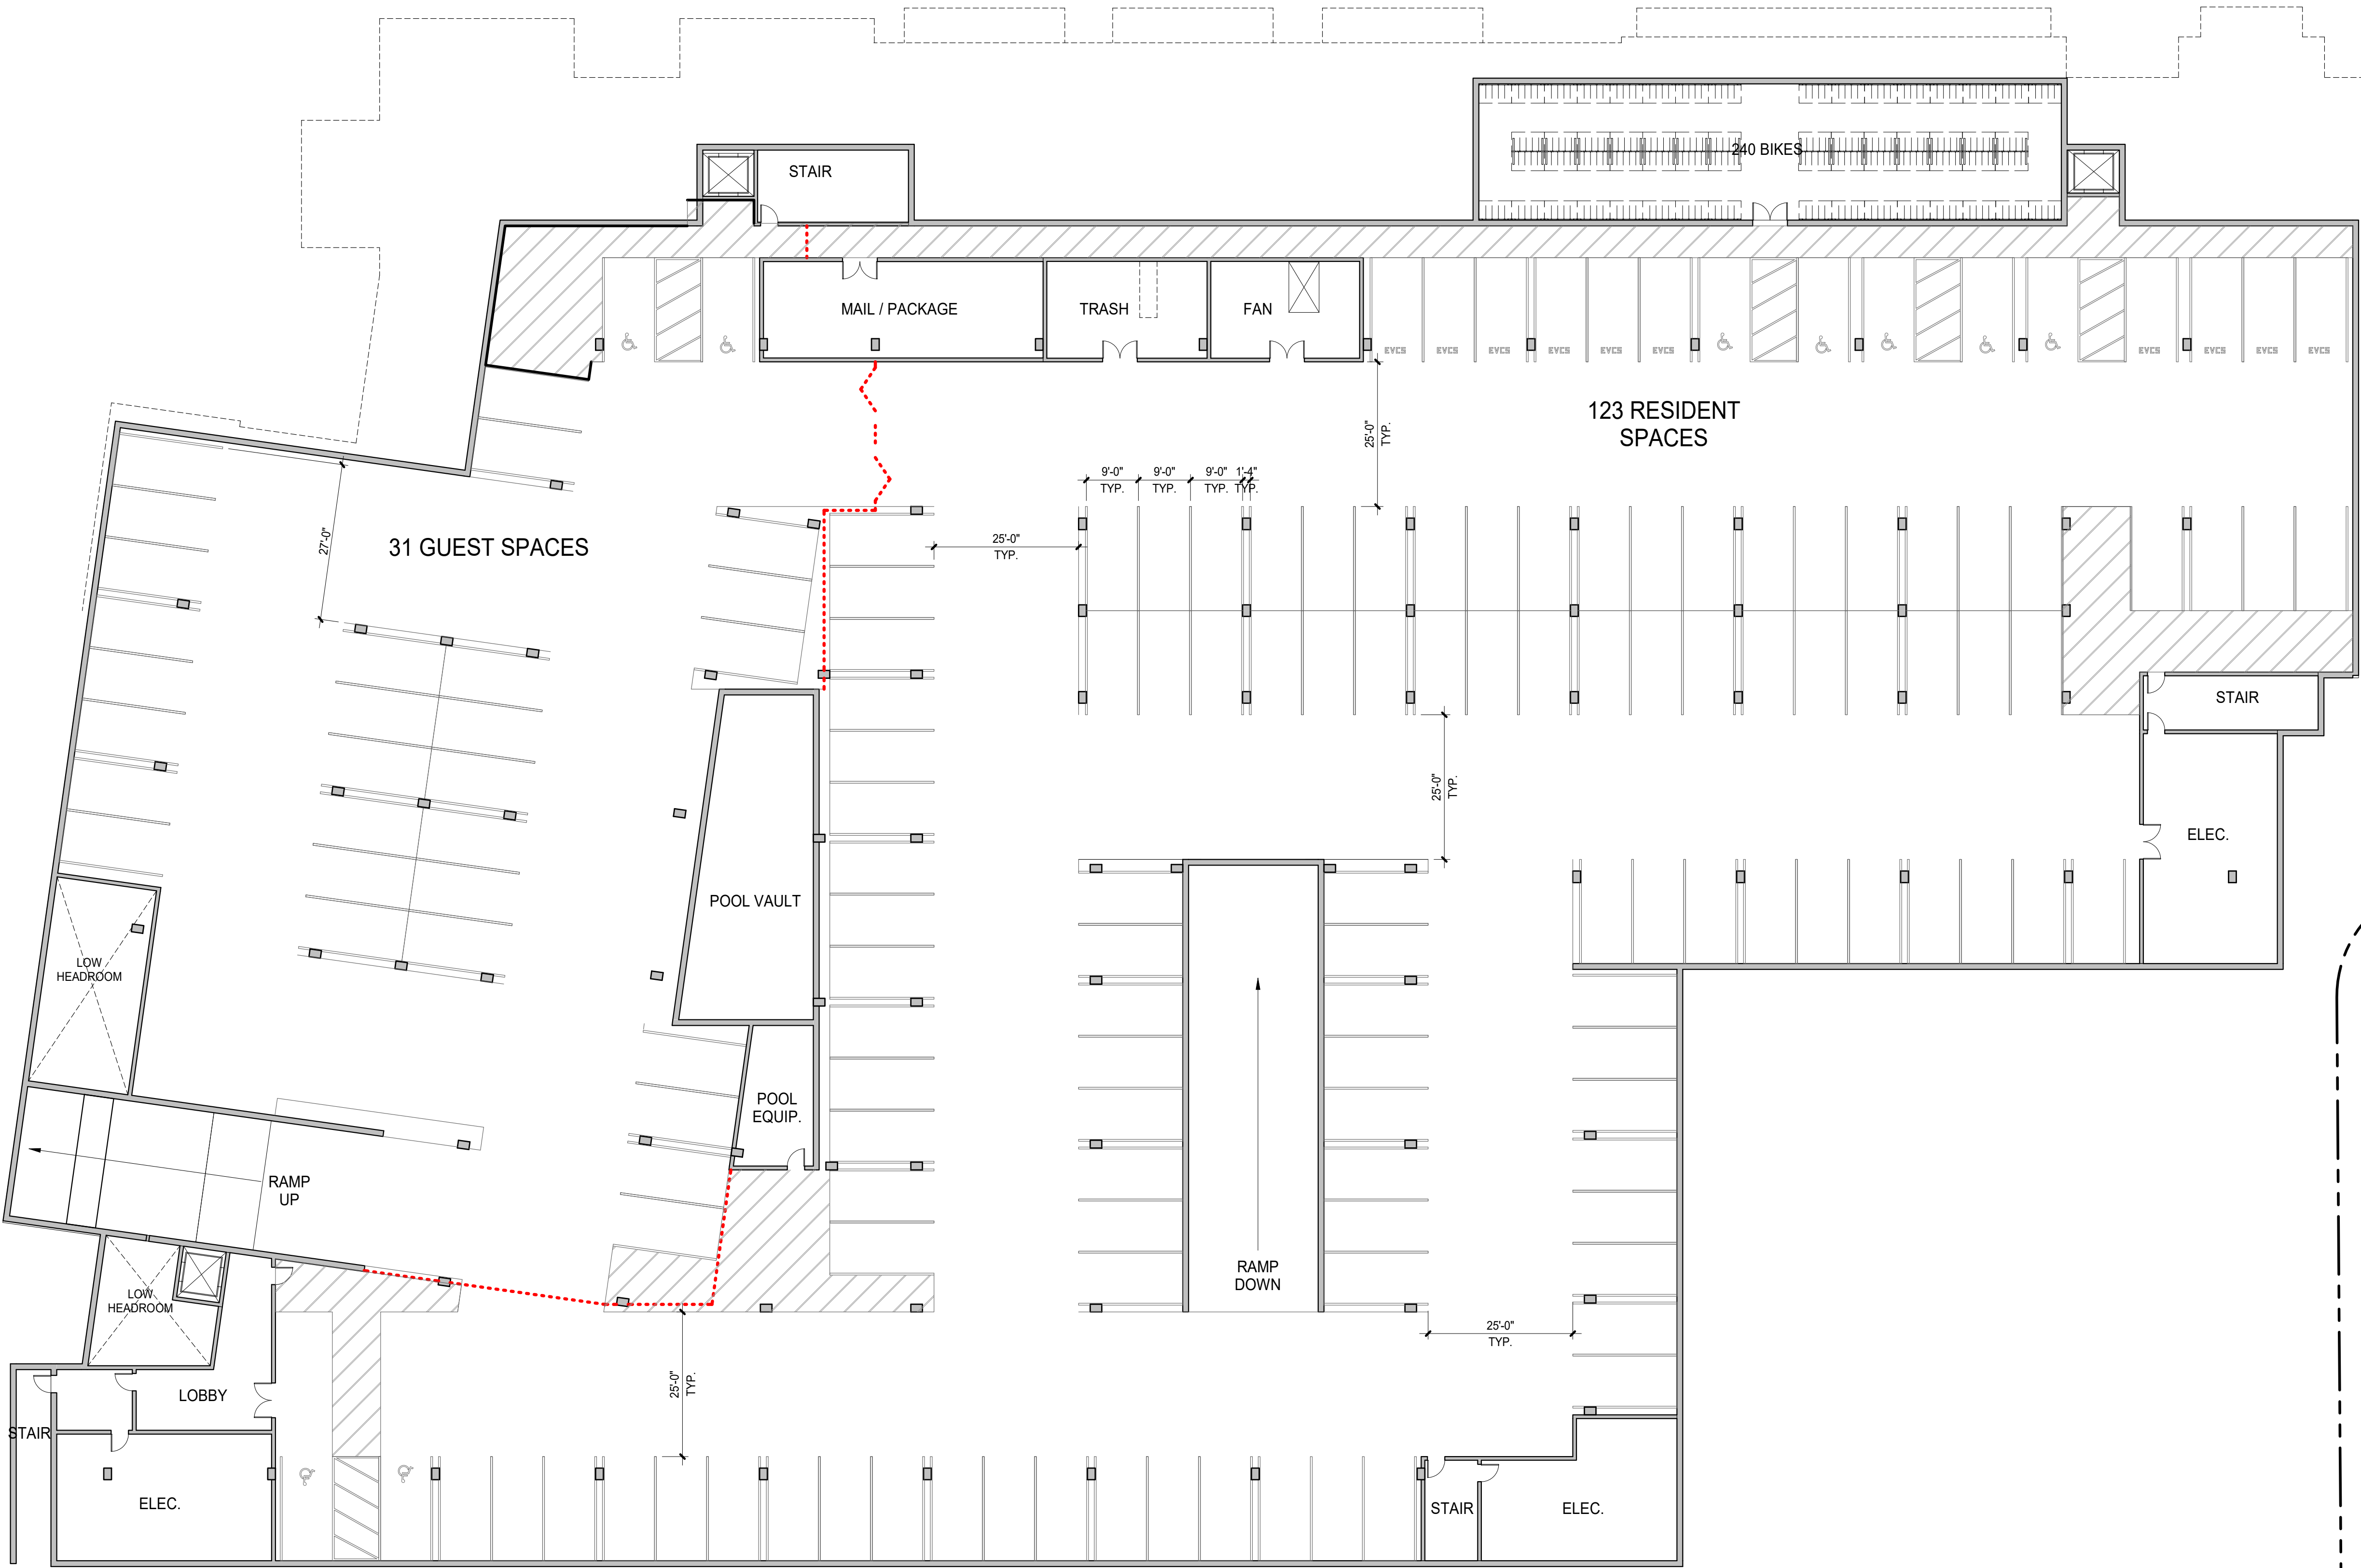 STAIR
240 BIKES
MAIL / PACKAGE
TRASH
FAN
EVCS
EVCS
EVCS
EVCS
EVCS
EVCS
EVCS
EVCS
EVCS
EVCS
123 RESIDENT
SPACES
25'-0"
TYP.
9'-0"
TYP.
9'-0"
TYP.
9'-0"
TYP.
1'-4"
TYP.
27'-0"
31 GUEST SPACES
25'-0"
TYP.
STAIR
25'-0"
TYP.
ELEC.
POOL VAULT
LOW
HEADROOM
POOL
EQUIP.
RAMP
UP
RAMP
DOWN
LOW
HEADROOM
25'-0"
TYP.
25'-0"
TYP.
LOBBY
STAIR
ELEC.
STAIR
ELEC.